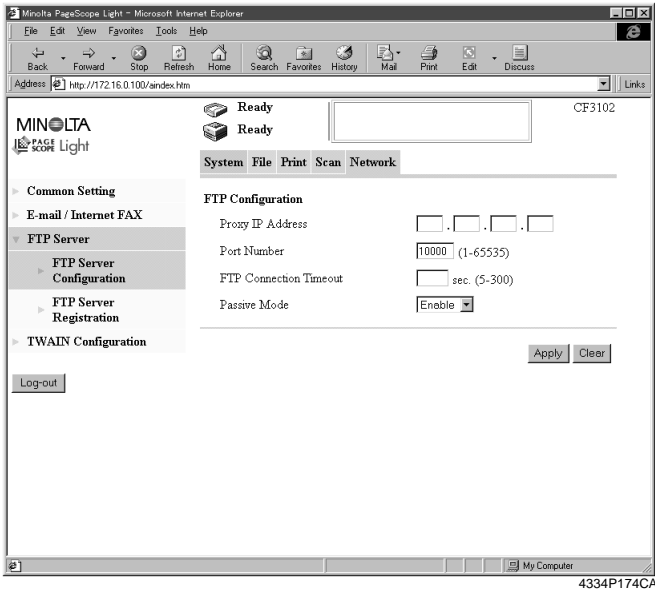 Minolta PageScope Light - Microsoft Internet Explorer
File Edit View Favorites Tools Help
Back Forward Stop Refresh Home Search Favorites History Mail Print Edit Discuss
Address http://172.16.0.100/aindex.htm Links
MINOLTA
PAGE SCOPE Light
Ready
Ready
CF3102
System File Print Scan Network
Common Setting
E-mail / Internet FAX
FTP Server
FTP Server
Configuration
FTP Server
Registration
TWAIN Configuration
Log-out
FTP Configuration
Proxy IP Address . . .
Port Number 10000 (1-65535)
FTP Connection Timeout sec. (5-300)
Passive Mode Enable
Apply Clear
My Computer
4334P174CA